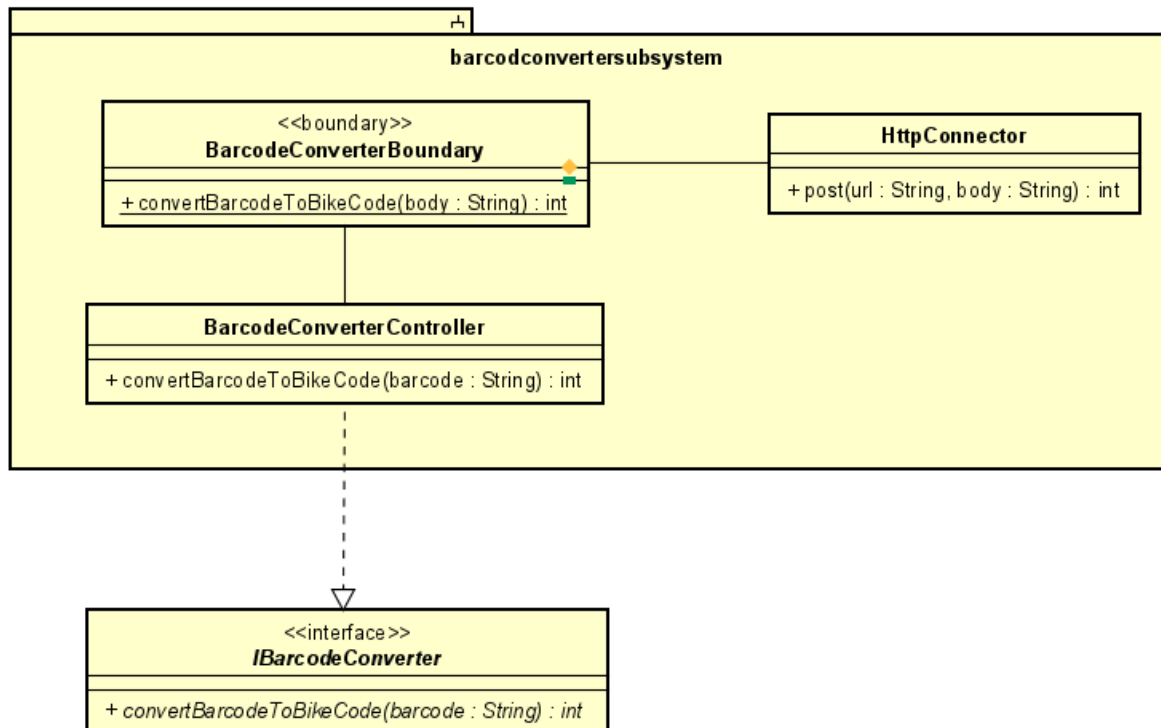 barcodconvertersubsystem
<<boundary>>
BarcodeConverterBoundary
+ convertBarcodeToBikeCode(body : String) : int
HttpConnector
+ post(url : String, body : String) : int
BarcodeConverterController
+ convertBarcodeToBikeCode(barcode : String) : int
<<interface>>
IBarcodeConverter
+ convertBarcodeToBikeCode(barcode : String) : int